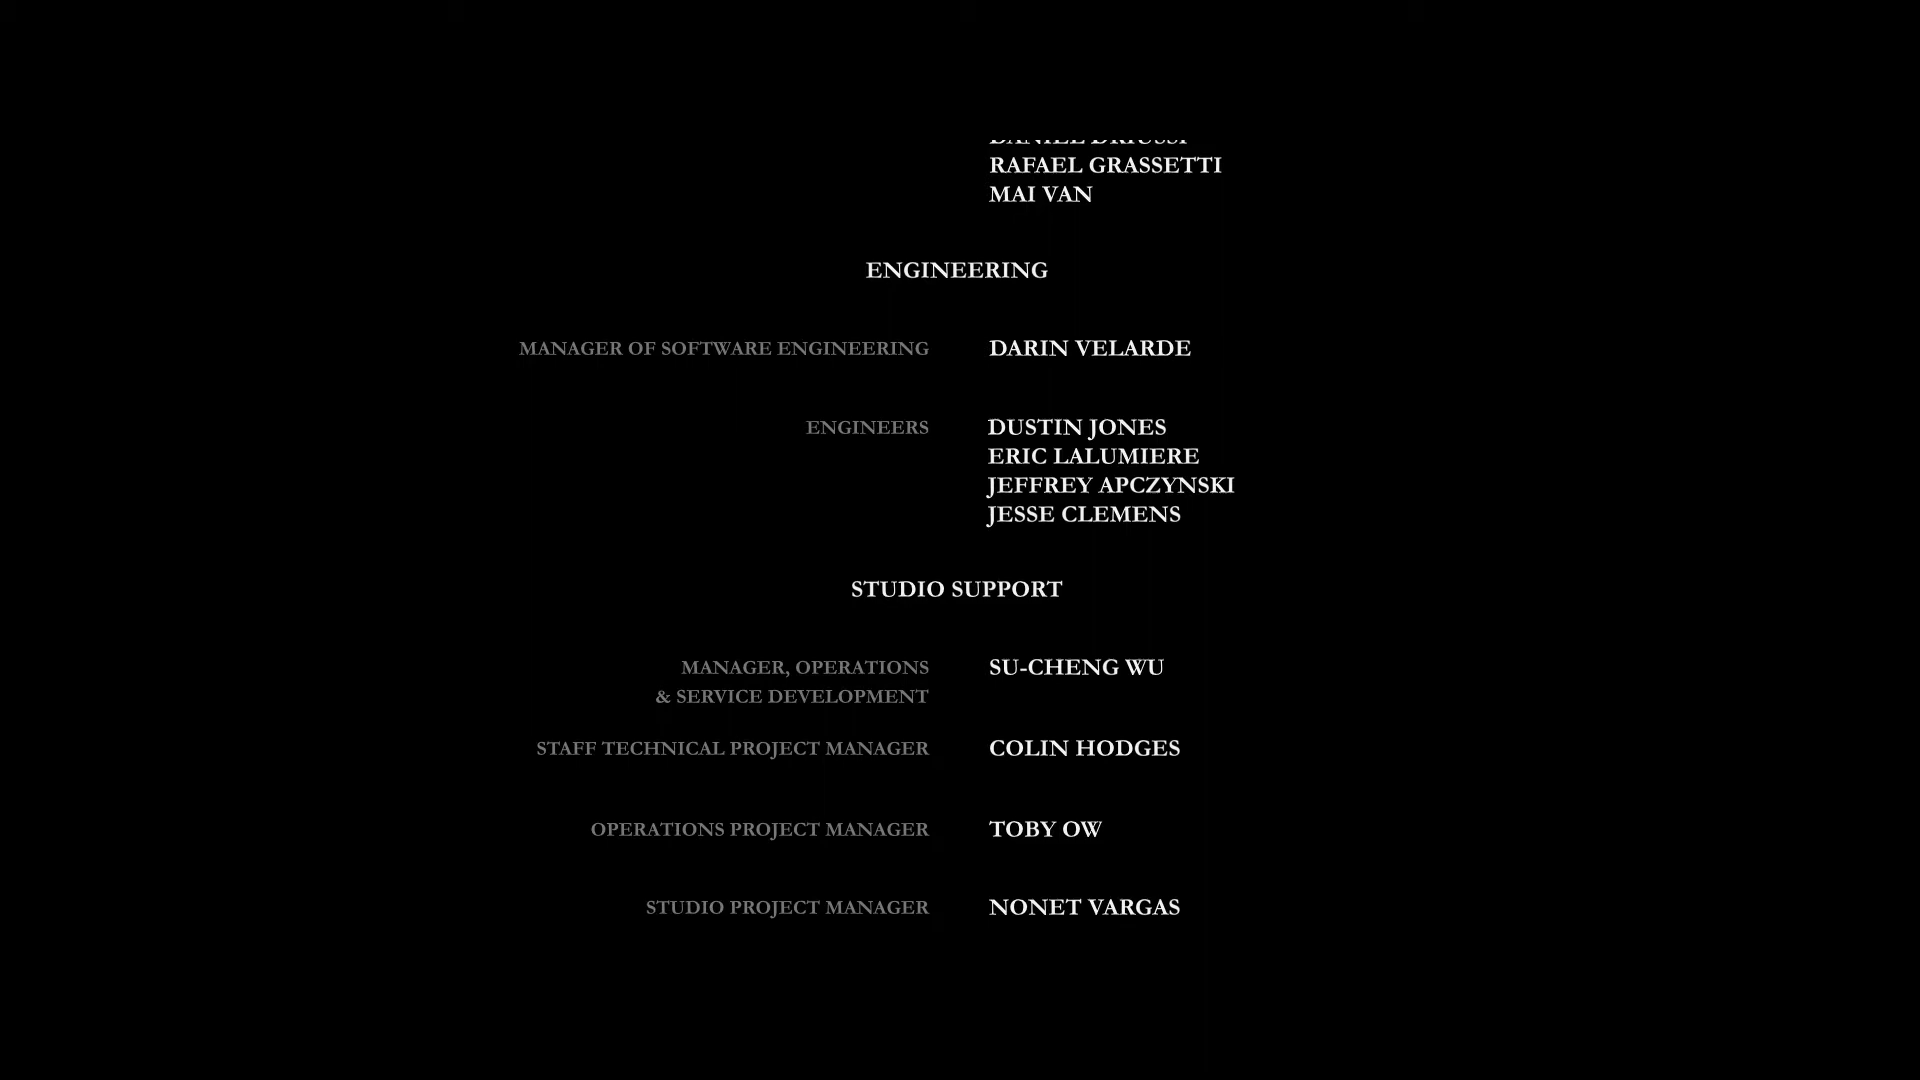 RAFAEL GRASSETTI
MAI VAN
ENGINEERING
MANAGER OF SOFTWARE ENGINEERING DARIN VELARDE
ENGINEERS DUSTIN JONES
ERIC LALUMIERE
JEFFREY APCZYNSKI
JESSE CLEMENS
STUDIO SUPPORT
MANAGER, OPERATIONS SU-CHENG WU
& SERVICE DEVELOPMENT
STAFF TECHNICAL PROJECT MANAGER COLIN HODGES
OPERATIONS PROJECT MANAGER TOBY OW
STUDIO PROJECT MANAGER NONET VARGAS